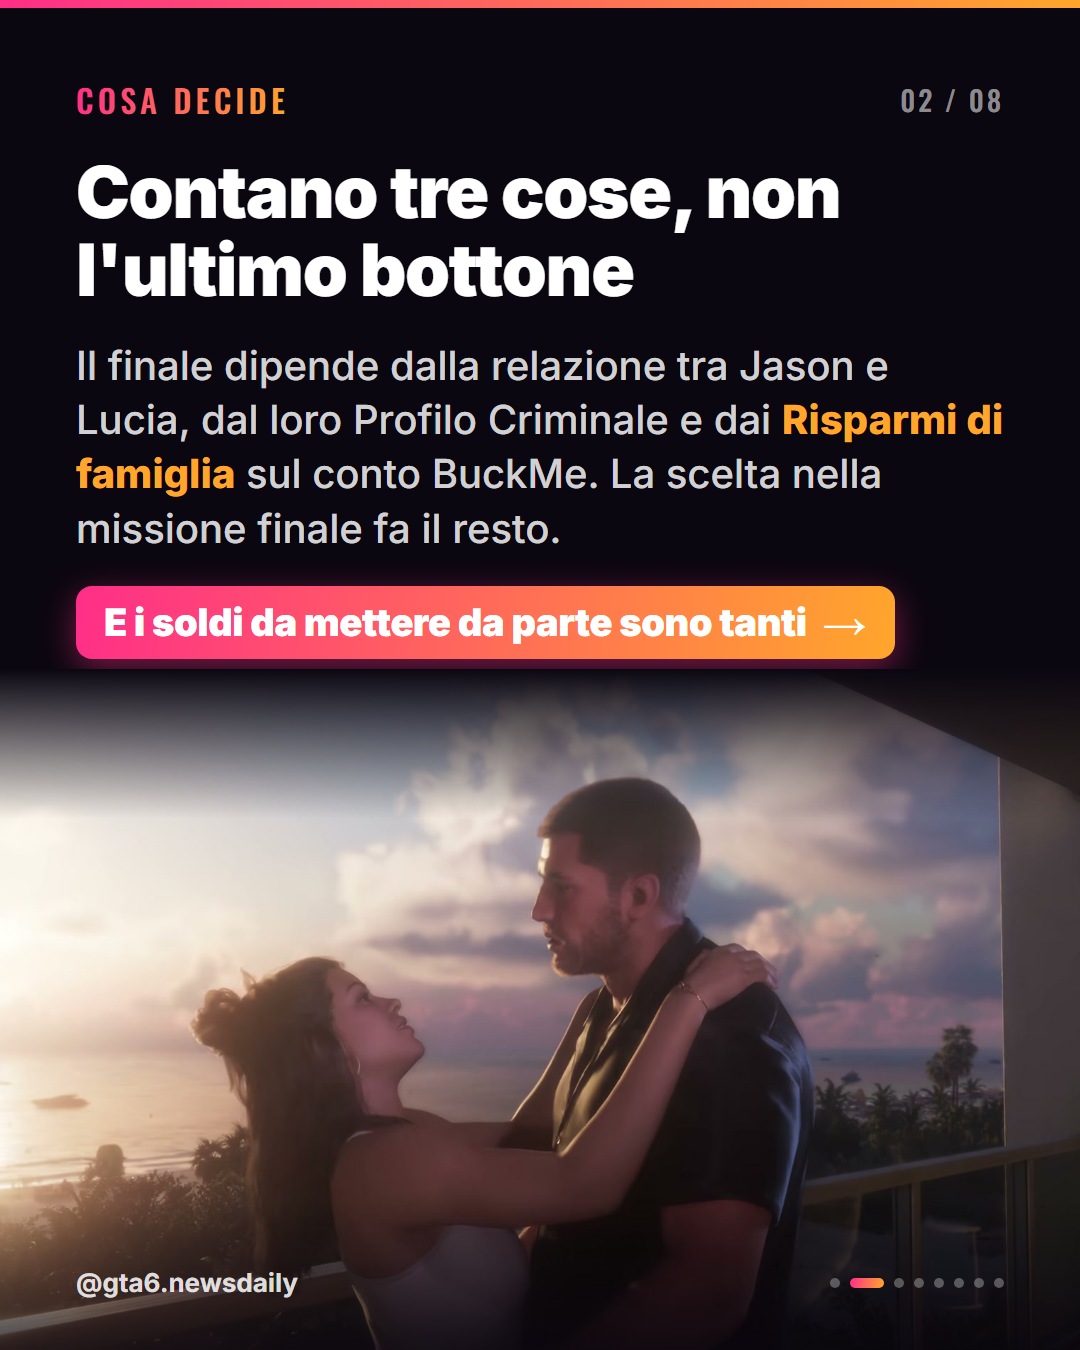 COSA DECIDE
02 / 08
Contano tre cose, non
l'ultimo bottone
Il finale dipende dalla relazione tra Jason e
Lucia, dal loro Profilo Criminale e dai Risparmi di
famiglia sul conto BuckMe. La scelta nella
missione finale fa il resto.
E i soldi da mettere da parte sono tanti →
@gta6.newsdaily